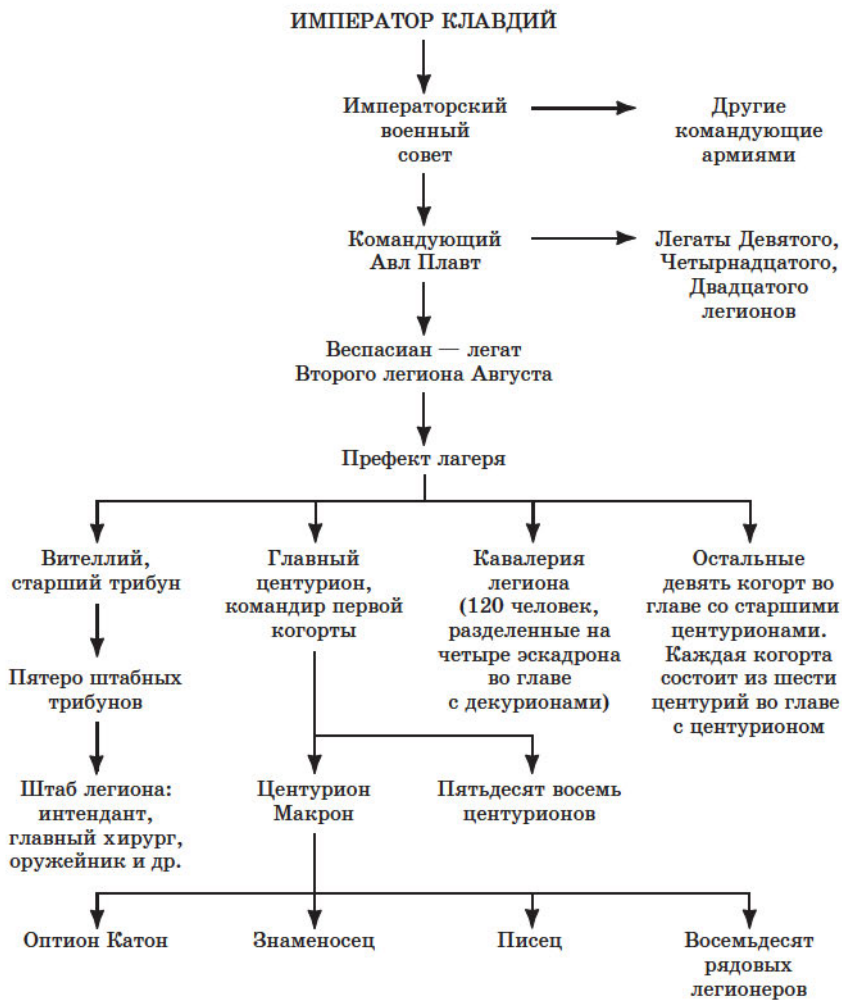 ИМПЕРАТОР КЛАВДИЙ
Императорский
военный
совет
Другие
командующие
армиями
Командующий
Авл Плавт
Легаты Девятого,
Четырнадцатого,
Двадцатого
легионов
Веспасиан — легат
Второго легиона Августа
Префект лагеря
Вителлий,
старший трибун
Главный
центурион,
командир первой
когорты
Кавалерия
легиона
(120 человек,
разделенные на
четыре эскадрона
во главе
с декурионами)
Остальные
девять когорт во
главе со старшими
центурионами.
Каждая когорта
состоит из шести
центурий во главе
с центурионом
Пятеро штабных
трибунов
Штаб легиона:
интендант,
главный хирург,
оружейник и др.
Центурион
Макрон
Пятьдесят восемь
центурионов
Оптион Катон
Знаменосец
Писец
Восемьдесят
рядовых
легионеров